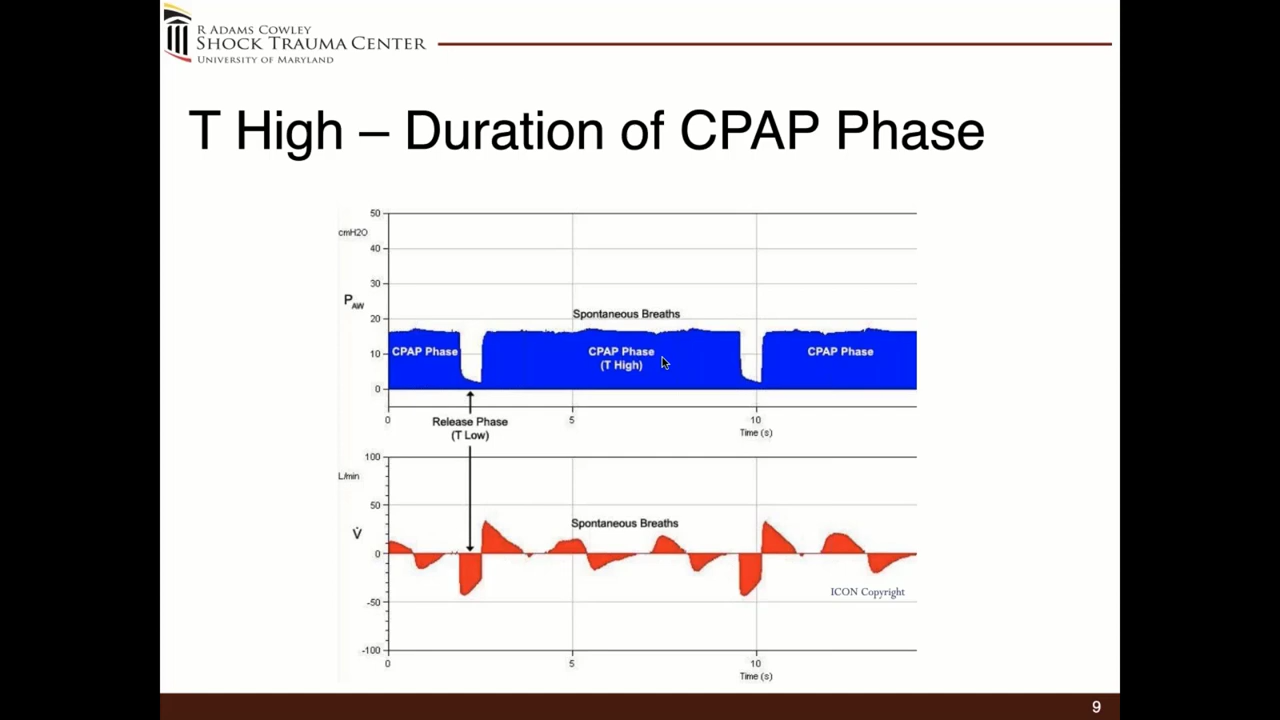 R ADAMS COWLEY
SHOCK TRAUMA CENTER
UNIVERSITY OF MARYLAND
T High – Duration of CPAP Phase
50
cmH2O
40
30
PAW
20
Spontaneous Breaths
CPAP Phase
CPAP Phase
(T High)
CPAP Phase
10
0
0
5
10
Release Phase
(T Low)
Time (s)
100
L/min
50
Spontaneous Breaths
V̇
0
ICON Copyright
-50
-100
0
5
10
Time (s)
9